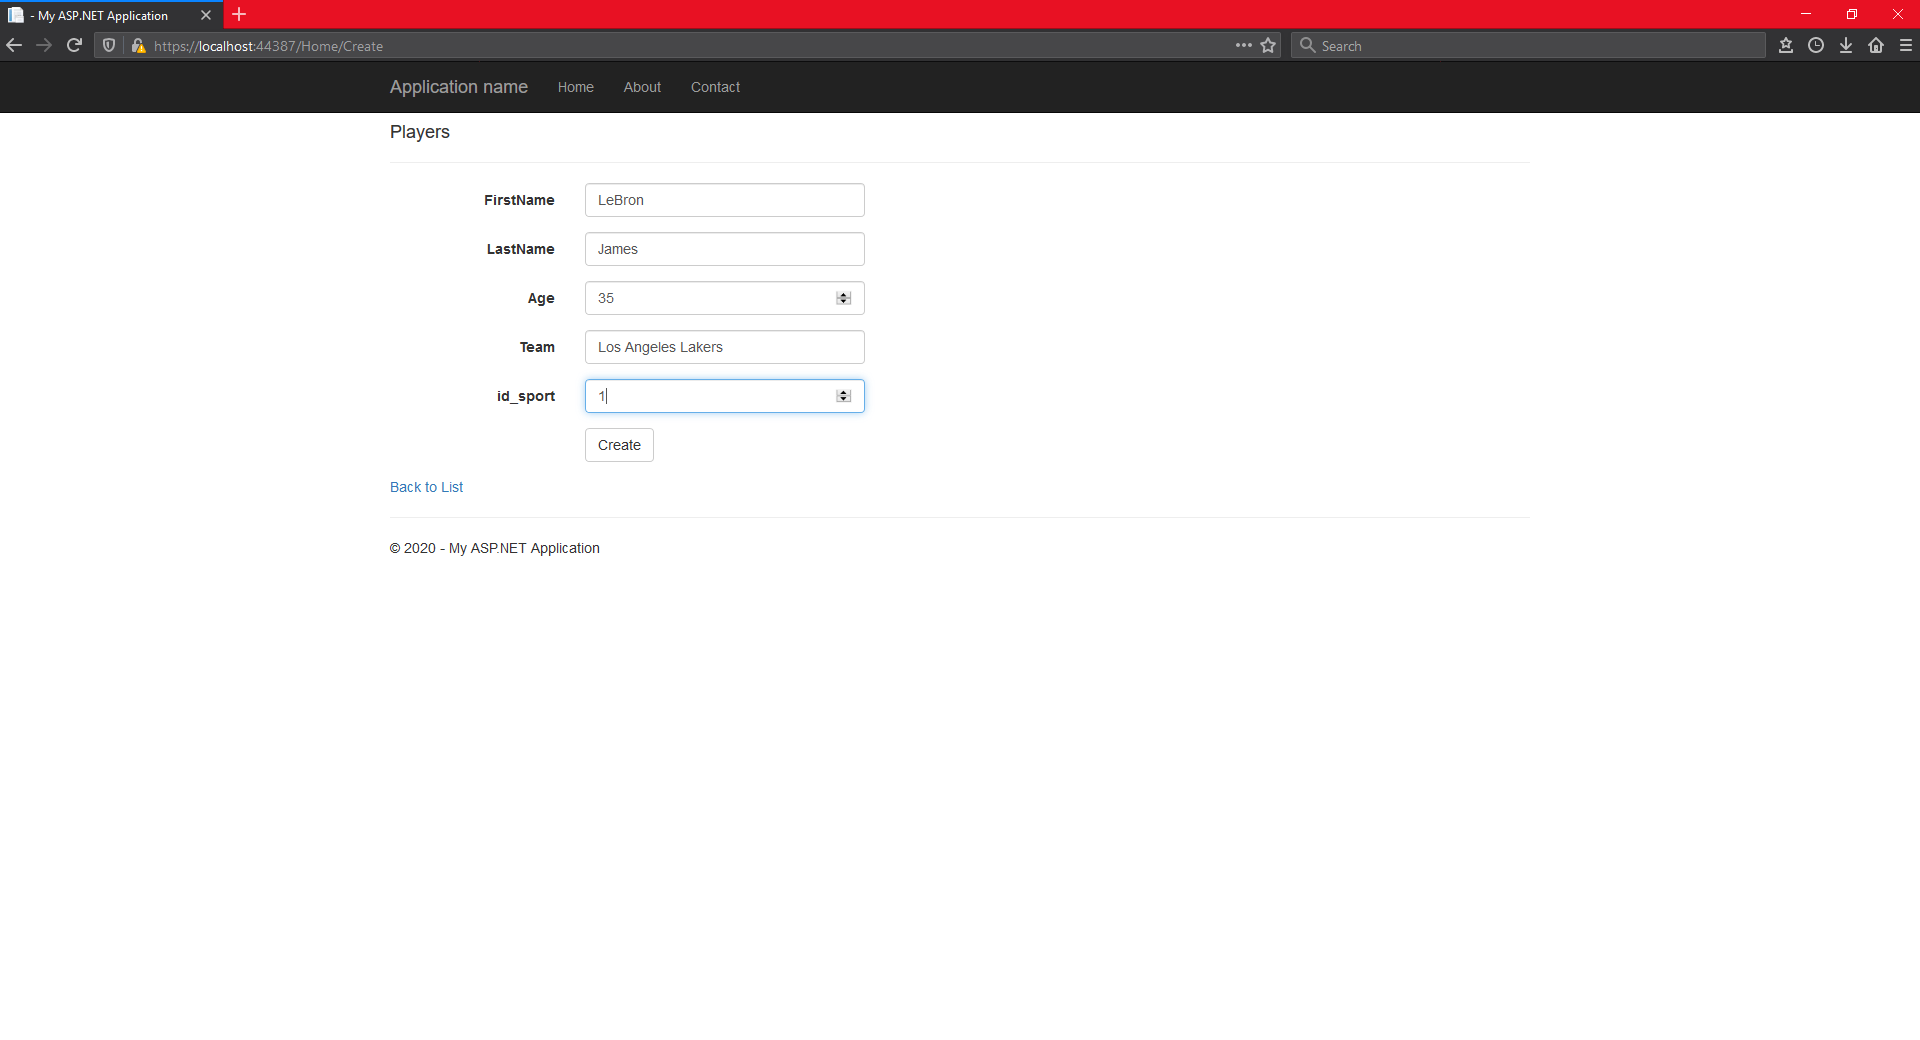 - My ASP.NET Application
https://localhost:44387/Home/Create
Search
Application name Home About Contact
Players
FirstName LeBron
LastName James
Age 35
Team Los Angeles Lakers
id_sport 1
Create
Back to List
© 2020 - My ASP.NET Application